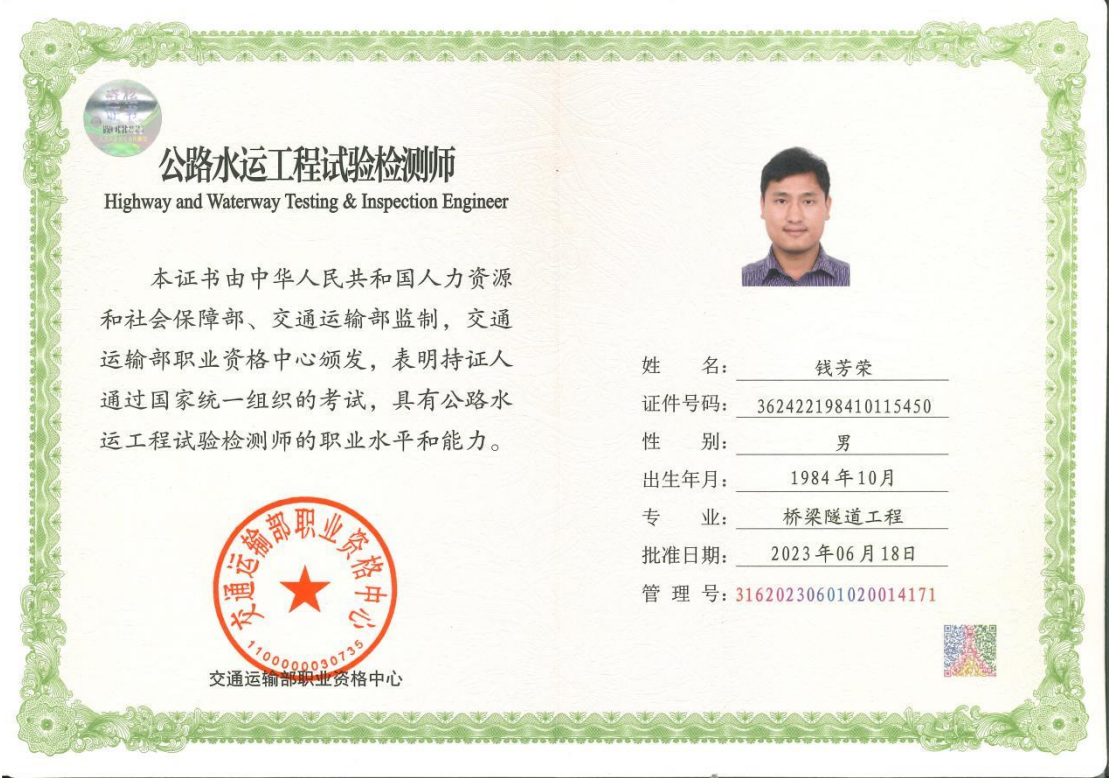 公路水运工程试验检测师
Highway and Waterway Testing & Inspection Engineer
本证书由中华人民共和国人力资源
和社会保障部、交通运输部监制，交通
运输部职业资格中心颁发，表明持证人
通过国家统一组织的考试，具有公路水
运工程试验检测师的职业水平和能力。
交通运输部职业资格中心
1100000030735
交通运输部职业资格中心
姓 名：钱芳荣
证件号码：362422198410115450
性 别：男
出生年月：1984年10月
专 业：桥梁隧道工程
批准日期：2023年06月18日
管 理 号：31620230601020014171